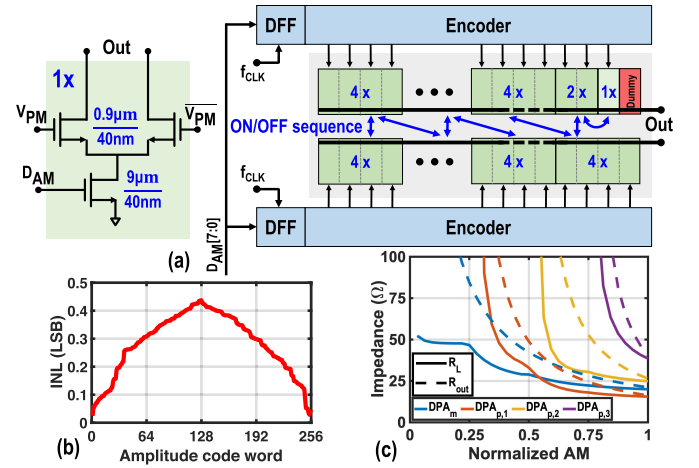 Out
1x
V_PM
0.9µm
40nm
V_PM
D_AM
9µm
40nm
(a)
DFF
Encoder
f_CLK
4 x
4 x
2 x
1x
Dummy
ON/OFF sequence
Out
4 x
4 x
4 x
f_CLK
DFF
Encoder
D_AM[7:0]
0.5
0.4
0.3
0.2
0.1
0
INL (LSB)
0
64
128
192
256
Amplitude code word
(b)
100
75
50
25
0
Impedance (Ω)
R_L
R_out
DPA_m
DPA_p,1
DPA_p,2
DPA_p,3
0
0.25
0.5
0.75
1
Normalized AM
(c)